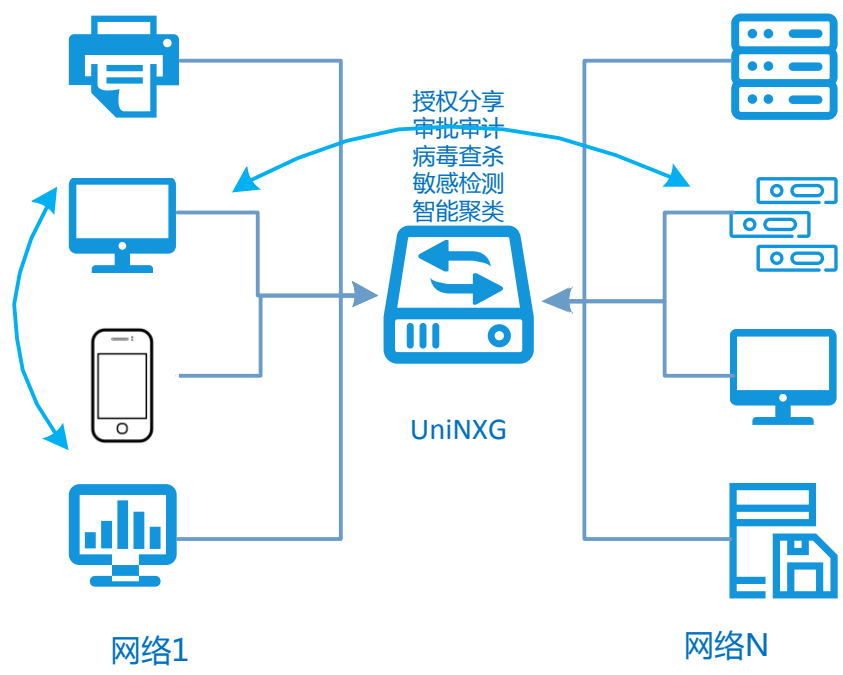 授权分享
审批审计
病毒查杀
敏感检测
智能聚类
UniNXG
网络1
网络N